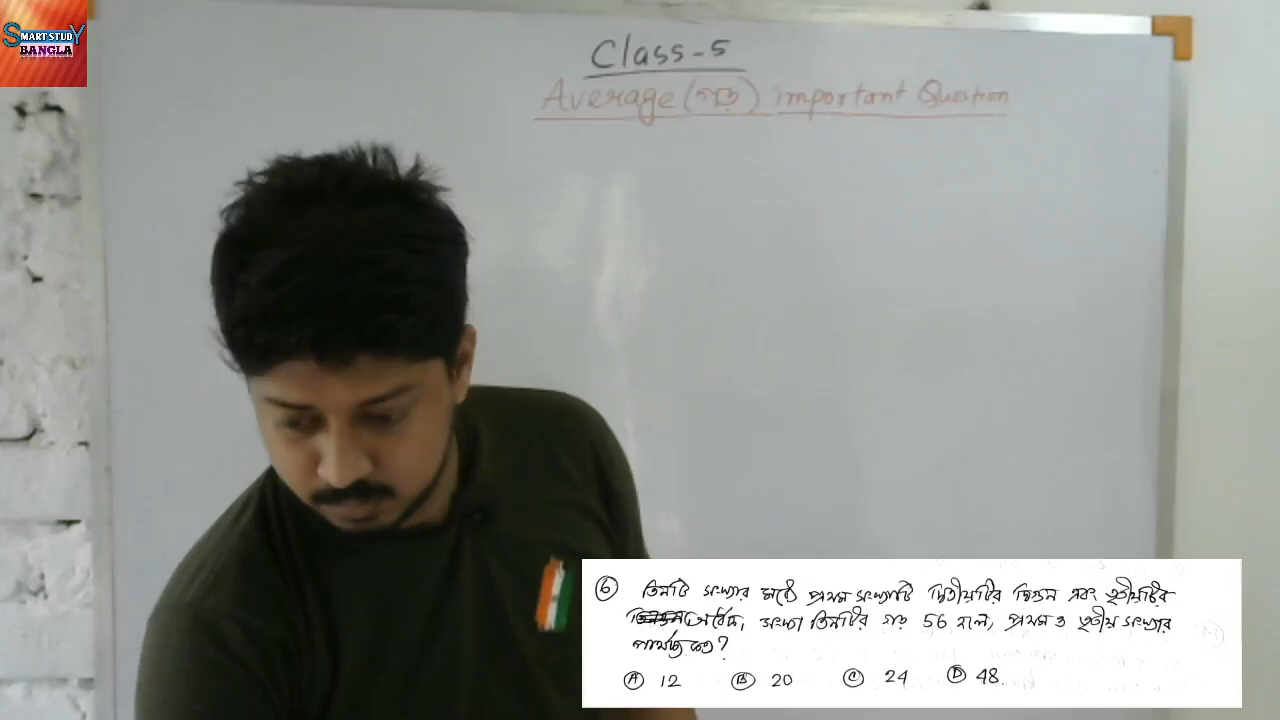 SMART STUDY
BANGLA
Class-5
Average (গড়) important Question
৬ তিনটি সংখ্যার মধ্যে প্রথম সংখ্যাটি দ্বিতীয়টির দ্বিগুন এবং তৃতীয়টির
অর্ধেক, সংখ্যা তিনটির গড় 56 হলে, প্রথম ও তৃতীয় সংখ্যার
পার্থক্য কত?
A 12 B 20 C 24 D 48